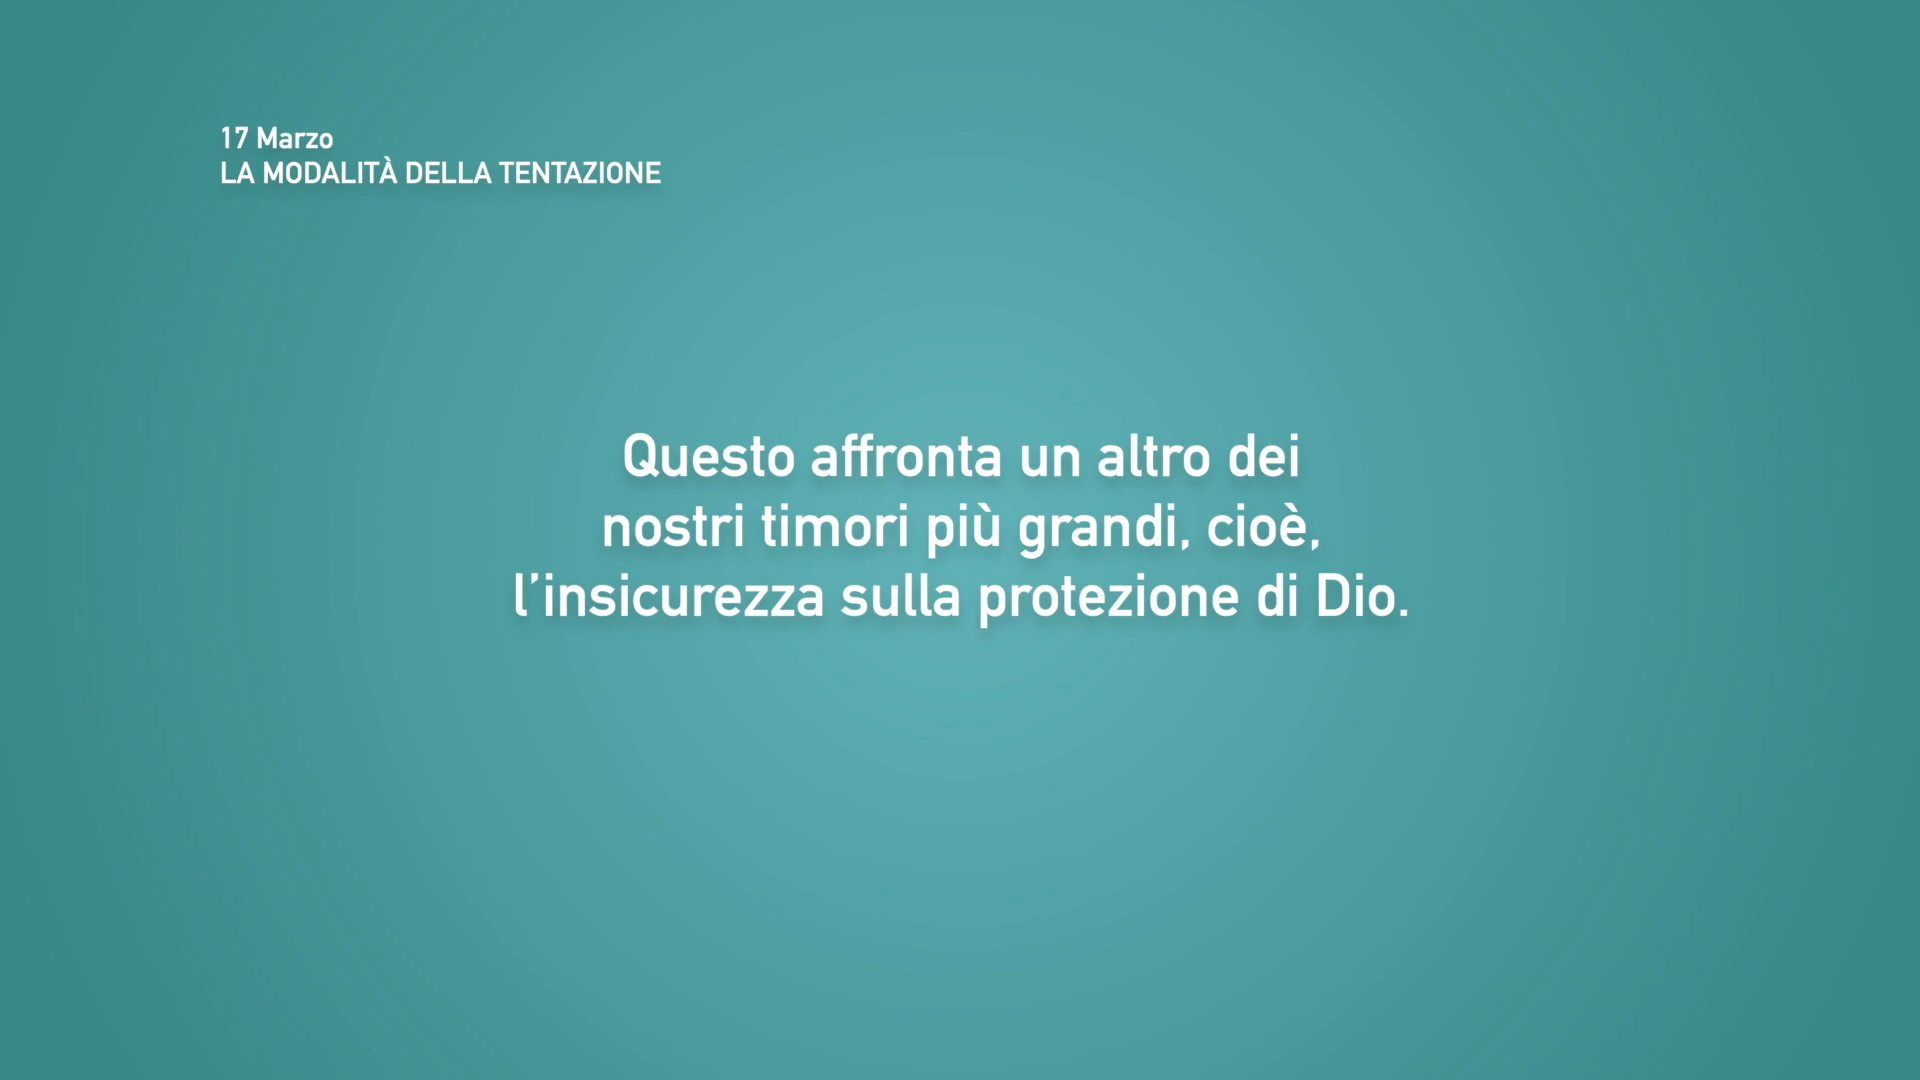 17 Marzo
LA MODALITÀ DELLA TENTAZIONE
Questo affronta un altro dei
nostri timori più grandi, cioè,
l’insicurezza sulla protezione di Dio.